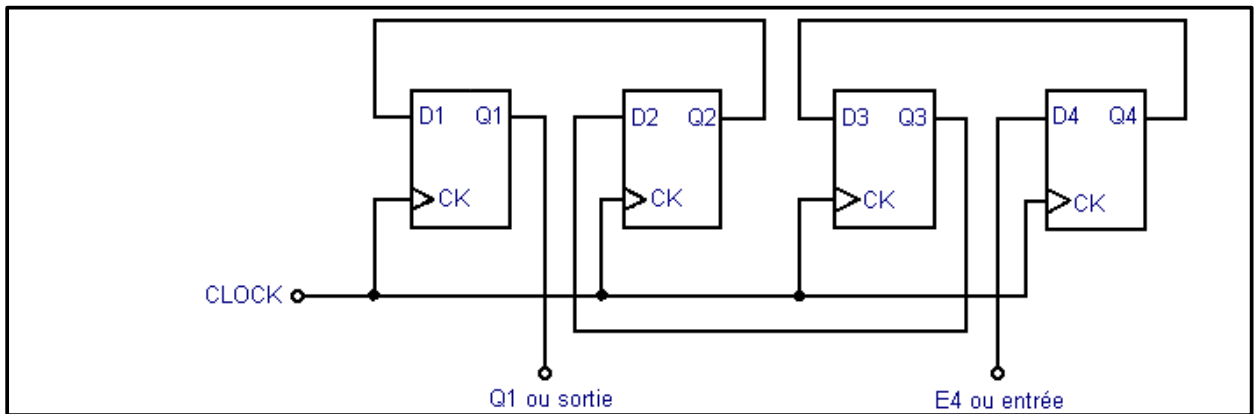 D1 Q1 D2 Q2 D3 Q3 D4 Q4
CK CK CK CK
CLOCK
Q1 ou sortie E4 ou entrée